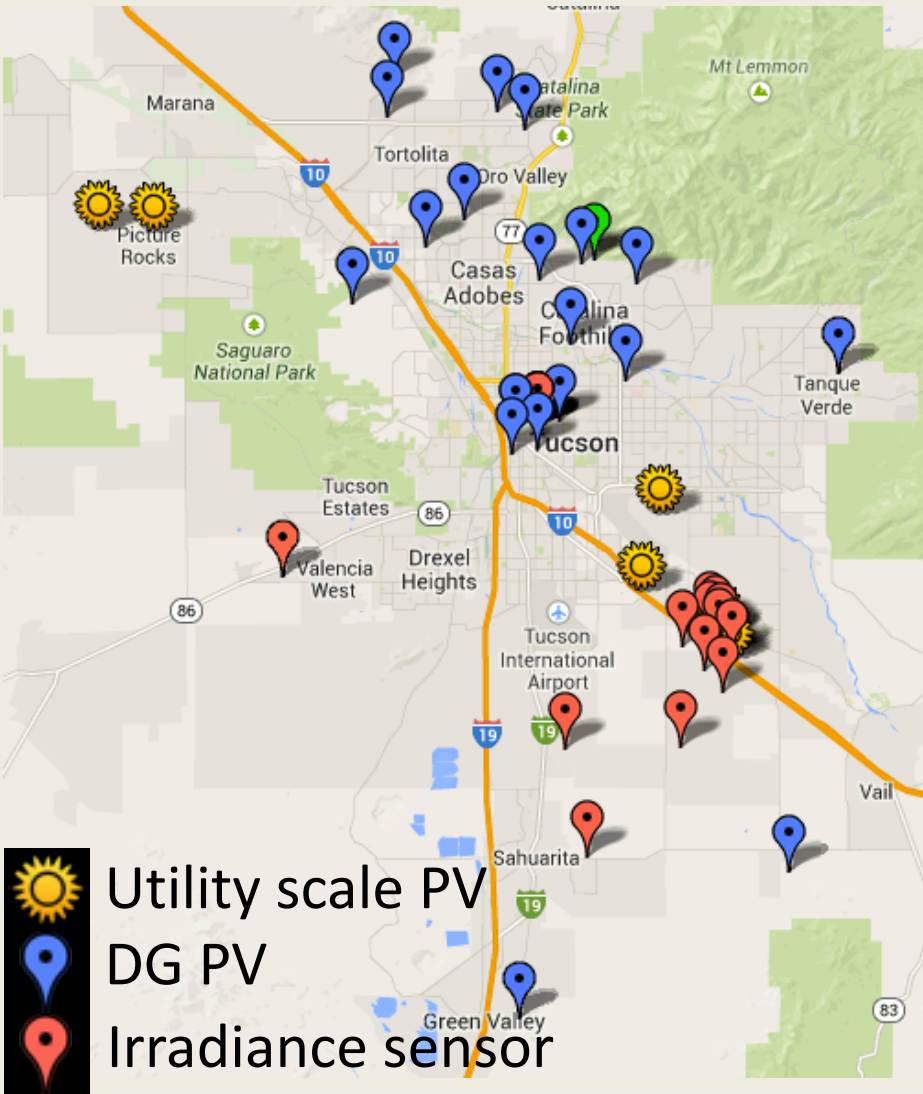 Catalina
Mt Lemmon
Marana
Catalina
State Park
Tortolita
10
Oro Valley
Picture
Rocks
77
10
Casas
Adobes
Catalina
Foothill
Saguaro
National Park
Tanque
Verde
Tucson
Tucson
Estates
86
10
Drexel
Heights
Valencia
West
86
Tucson
International
Airport
19
19
Vail
Sahuarita
19
Utility scale PV
DG PV
Green Valley
83
Irradiance sensor